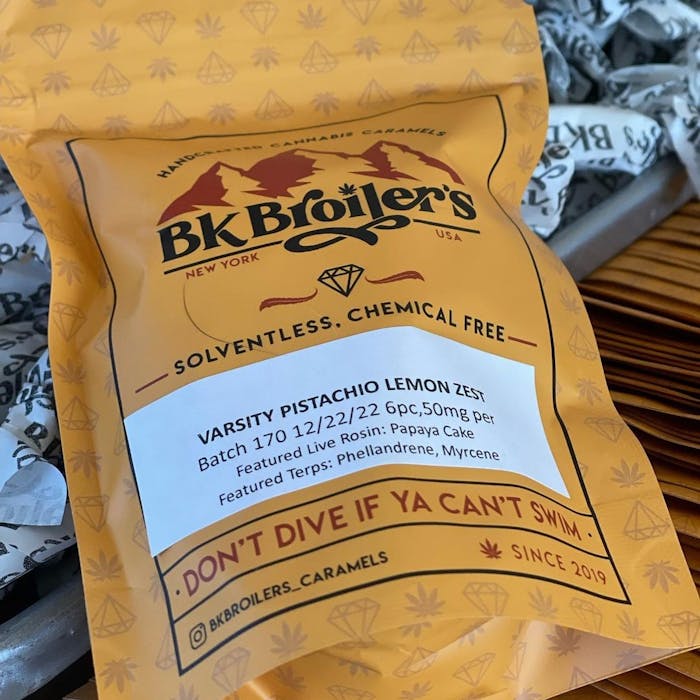 HANDCRAFTED CANNABIS CARAMELS
BK Broiler's
NEW YORK
USA
SOLVENTLESS, CHEMICAL FREE
VARSITY PISTACHIO LEMON ZEST
Batch 170 12/22/22 6pc,50mg per
Featured Live Rosin: Papaya Cake
Featured Terps: Phellandrene, Myrcene
· DON'T DIVE IF YA CAN'T SWIM ·
BKBROILERS_CARAMELS
SINCE 2019